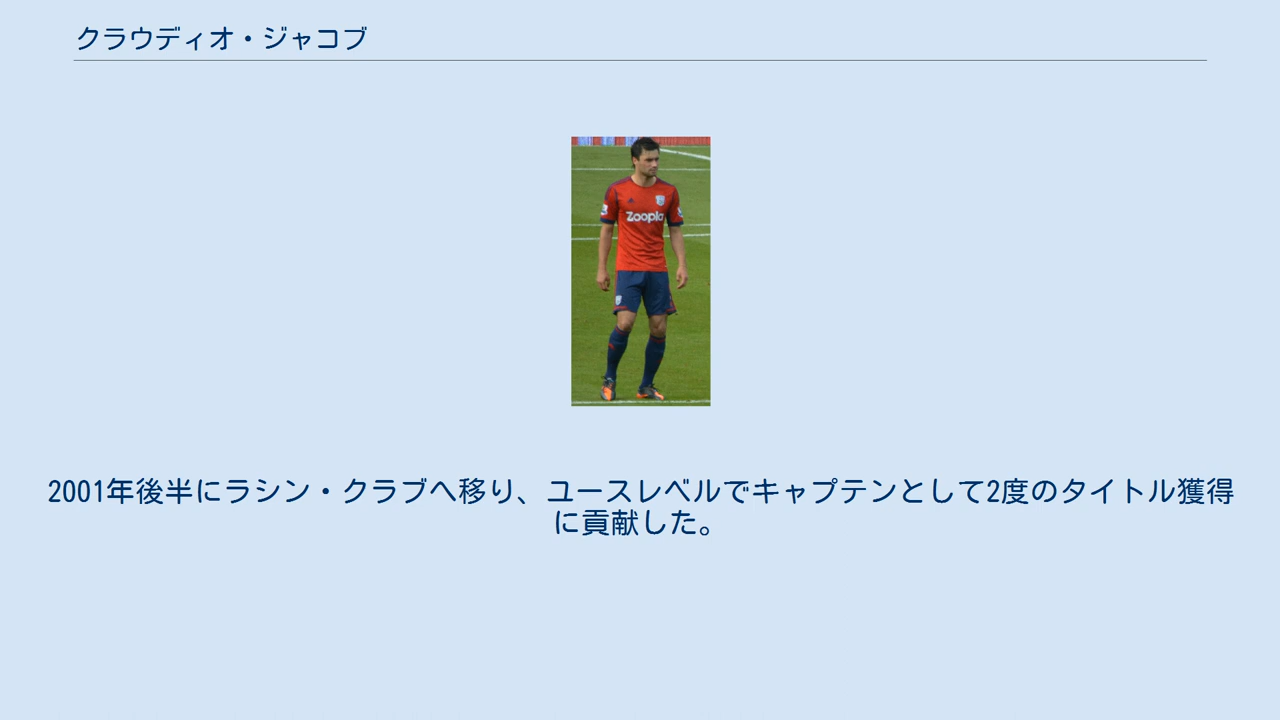 クラウディオ・ジャコブ
Zoopla
2001年後半にラシン・クラブへ移り、ユースレベルでキャプテンとして2度のタイトル獲得
に貢献した。